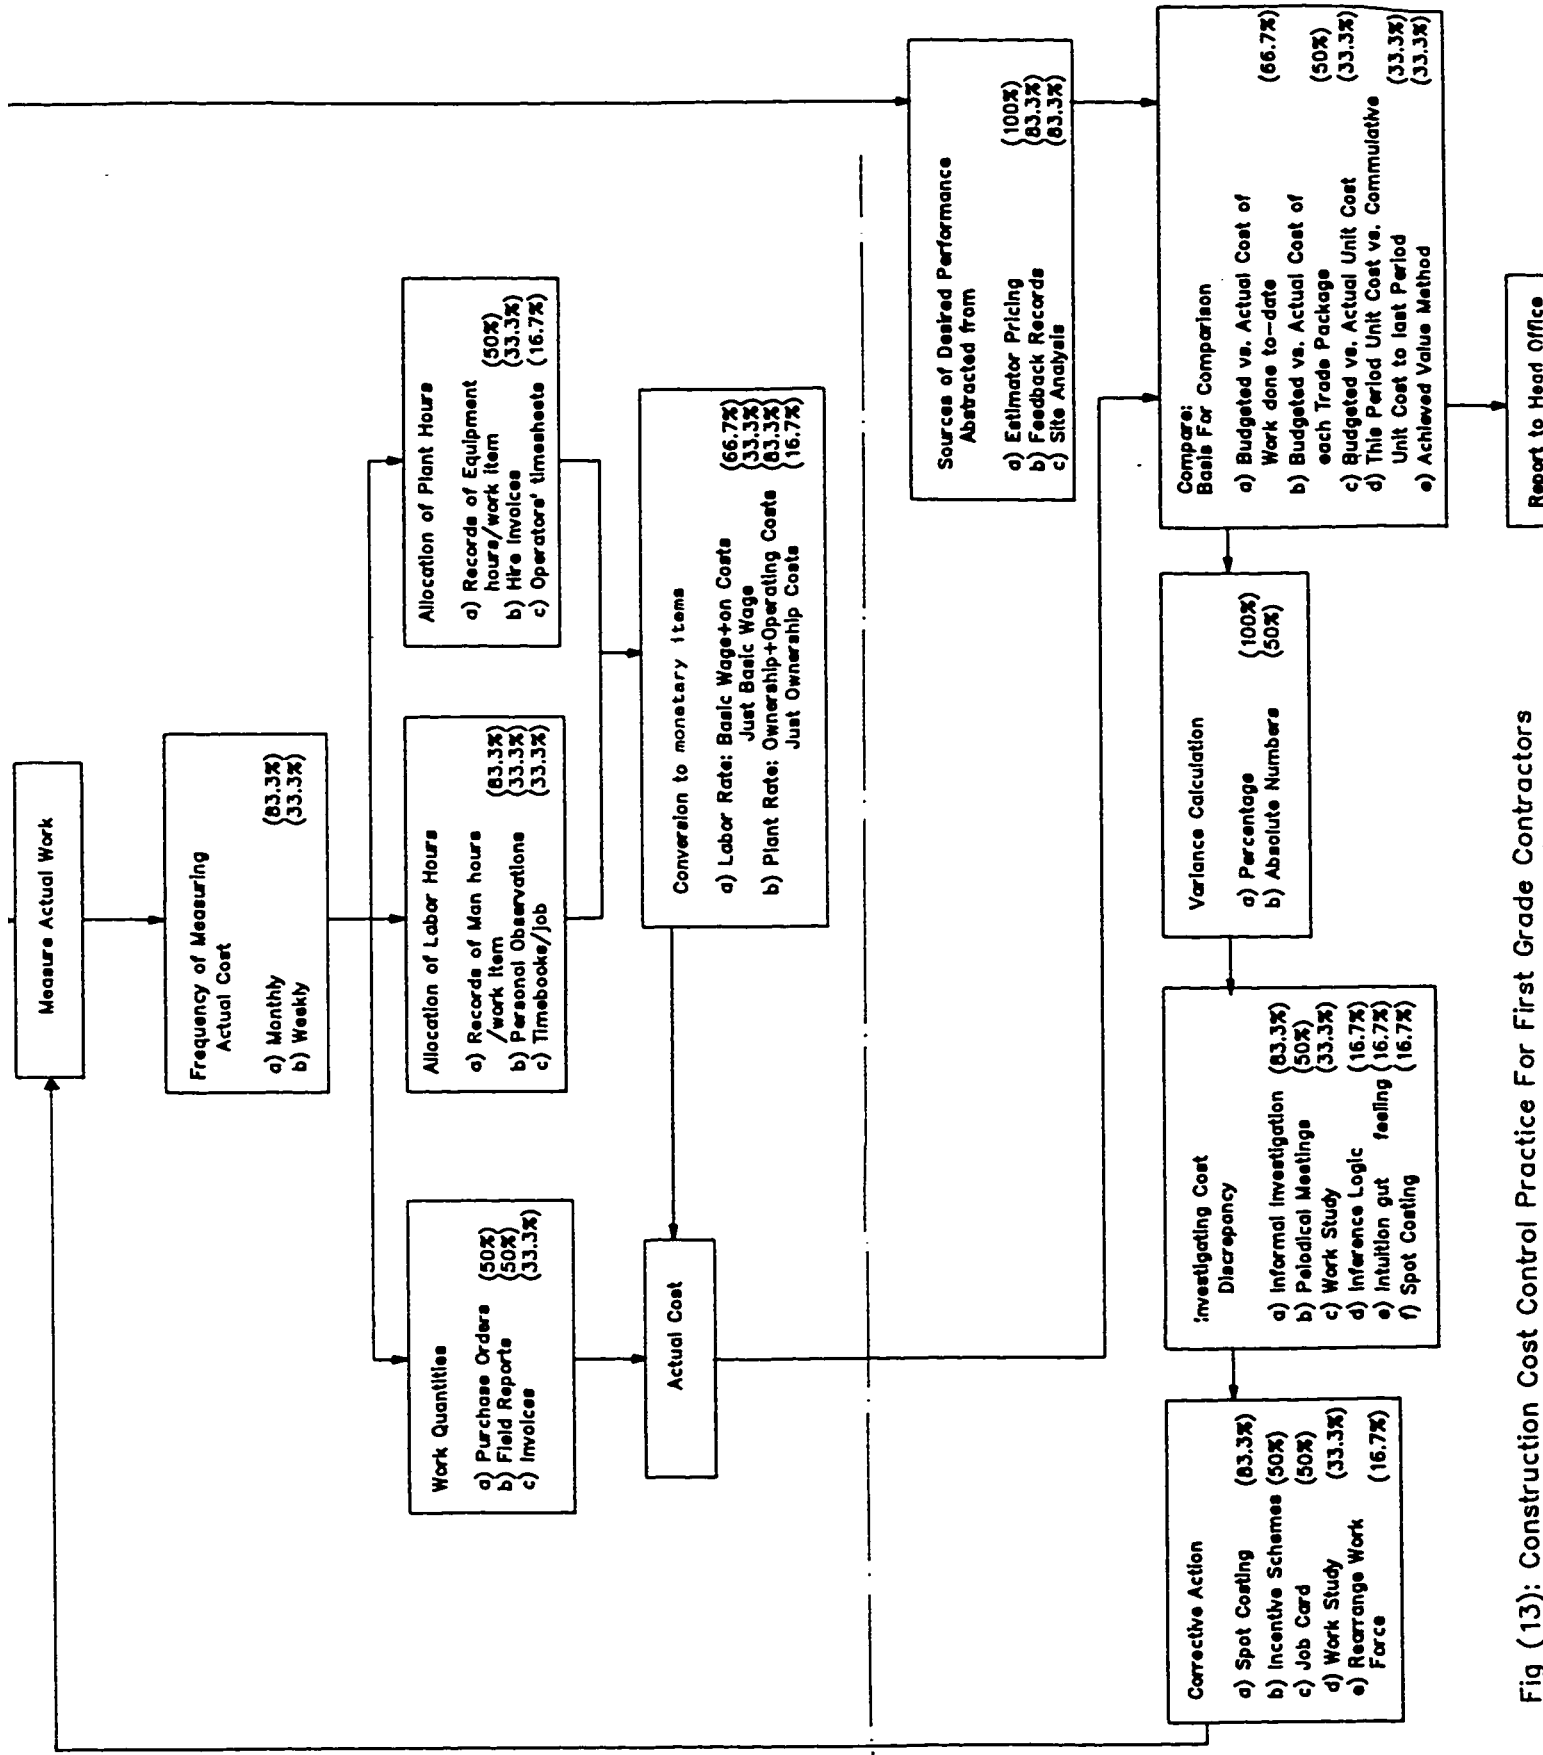 Measure Actual Work
Frequency of Measuring
Actual Cost
a) Monthly (83.3%)
b) Weekly (33.3%)
Work Quantities
a) Purchase Orders (50%)
b) Field Reports (50%)
c) Invoices (33.3%)
Allocation of Labor Hours
a) Records of Man hours (83.3%)
/work item
b) Personal Observations (33.3%)
c) Timebooks/job (33.3%)
Allocation of Plant Hours
a) Records of Equipment (50%)
hours/work item
b) Hire Invoices (33.3%)
c) Operators' timesheets (16.7%)
Conversion to monetary items
a) Labor Rate: Basic Wage+on Costs (66.7%)
Just Basic Wage (33.3%)
b) Plant Rate: Ownership+Operating Costs (83.3%)
Just Ownership Costs (16.7%)
Actual Cost
Sources of Desired Performance
Abstracted from
a) Estimator Pricing (100%)
b) Feedback Records (83.3%)
c) Site Analysis (83.3%)
Compare:
Basis For Comparison
a) Budgeted vs. Actual Cost of
Work done to-date (66.7%)
b) Budgeted vs. Actual Cost of
each Trade Package (50%)
c) Budgeted vs. Actual Unit Cost (33.3%)
d) This Period Unit Cost vs. Commulative
Unit Cost to last Period (33.3%)
e) Achieved Value Method (33.3%)
Variance Calculation
a) Percentage (100%)
b) Absolute Numbers (50%)
Investigating Cost
Discrepancy
a) Informal Investigation (83.3%)
b) Peiodical Meetings (50%)
c) Work Study (33.3%)
d) Inference Logic (16.7%)
e) Intuition gut feeling (16.7%)
f) Spot Costing (16.7%)
Corrective Action
a) Spot Costing (83.3%)
b) Incentive Schemes (50%)
c) Job Card (50%)
d) Work Study (33.3%)
e) Rearrange Work
Force (16.7%)
Report to Head Office
Fig (13): Construction Cost Control Practice For First Grade Contractors